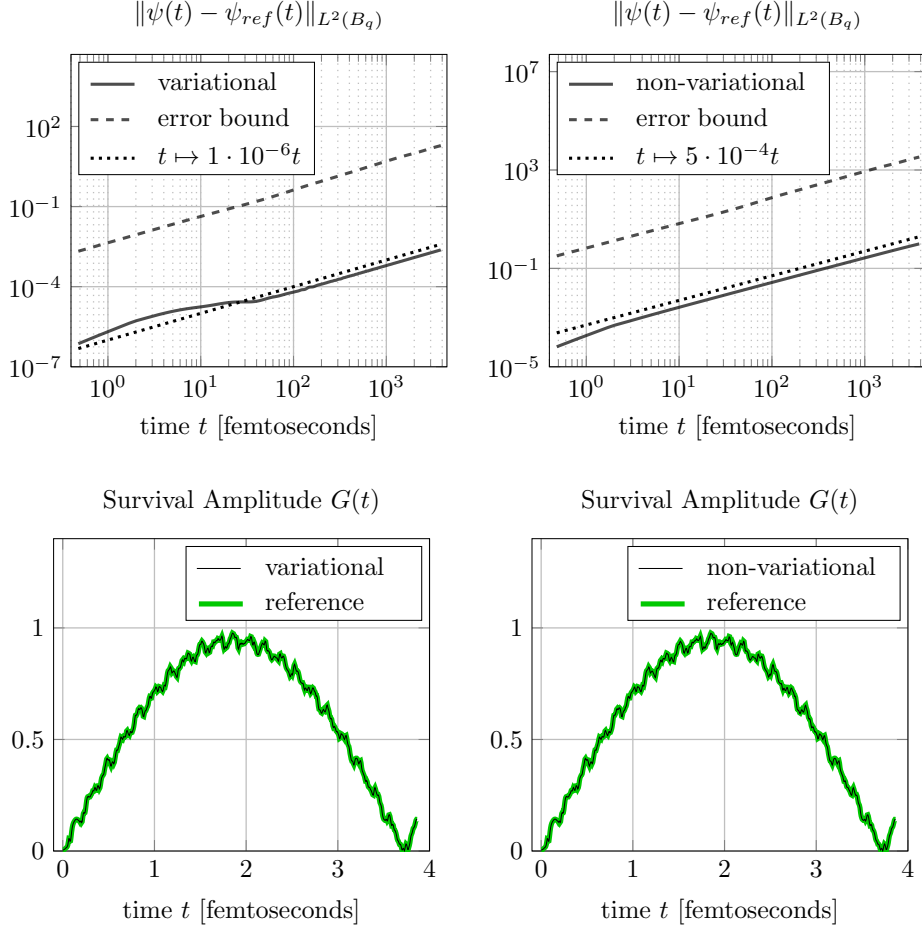 ‖ψ(t) − ψ_ref(t)‖_{L²(B_q)}
variational
error bound
t ↦ 1 · 10⁻⁶t
10²
10⁻¹
10⁻⁴
10⁻⁷
10⁰ 10¹ 10² 10³
time t [femtoseconds]
‖ψ(t) − ψ_ref(t)‖_{L²(B_q)}
non-variational
error bound
t ↦ 5 · 10⁻⁴t
10⁷
10³
10⁻¹
10⁻⁵
10⁰ 10¹ 10² 10³
time t [femtoseconds]
Survival Amplitude G(t)
variational
reference
1
0.5
0
0 1 2 3 4
time t [femtoseconds]
Survival Amplitude G(t)
non-variational
reference
1
0.5
0
0 1 2 3 4
time t [femtoseconds]